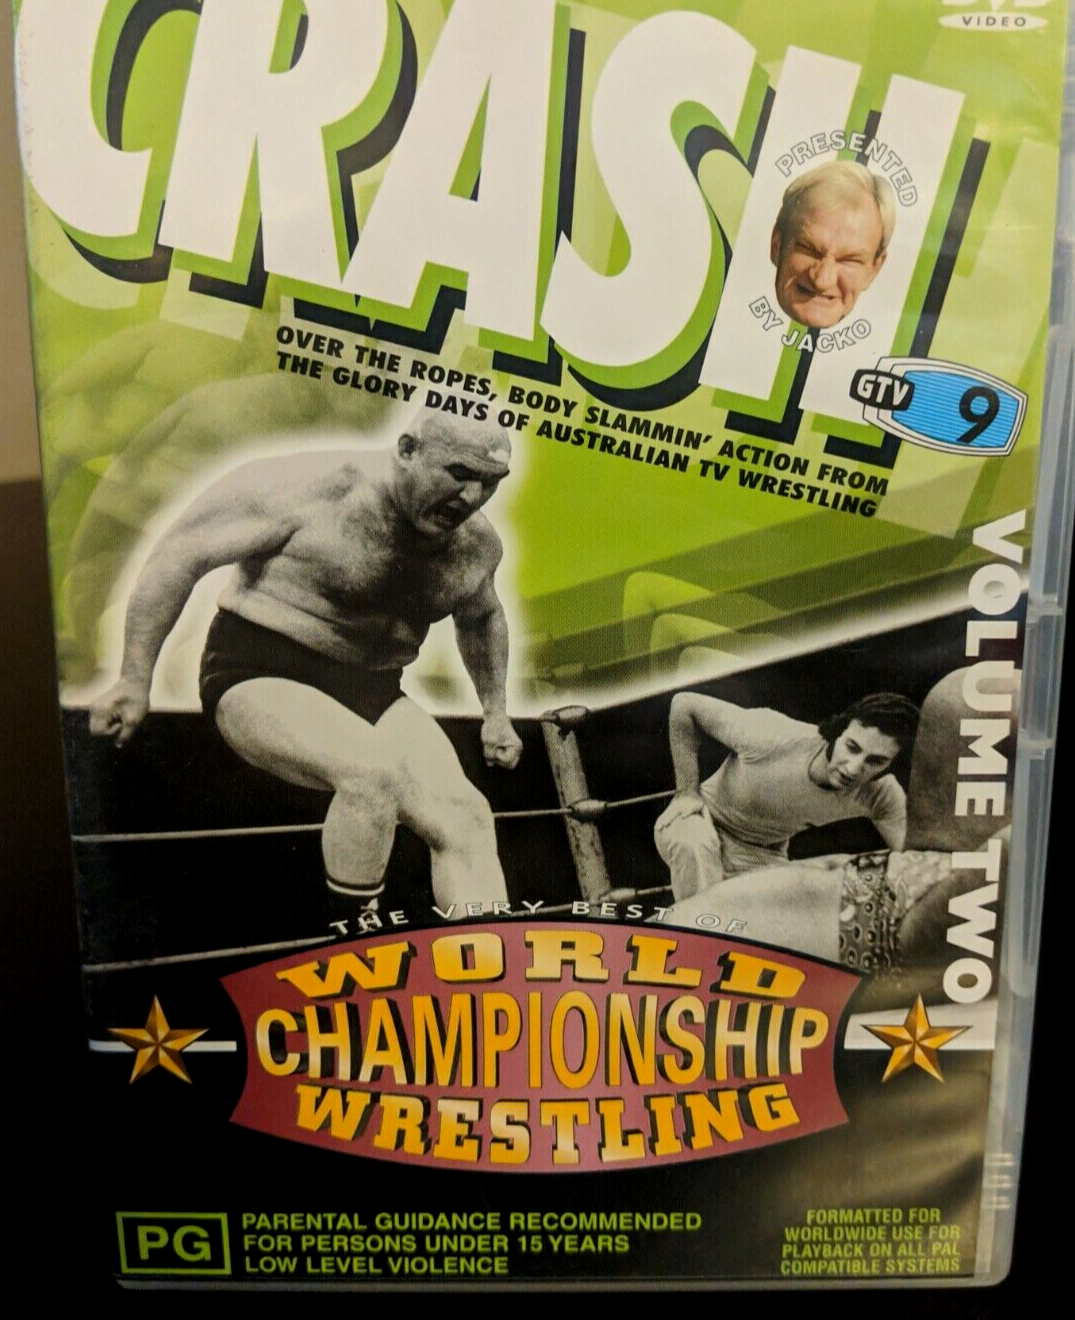 VIDEO
CRASH
PRESENTED
BY JACKO
OVER THE ROPES, BODY SLAMMIN' ACTION FROM
THE GLORY DAYS OF AUSTRALIAN TV WRESTLING
GTV 9
VOLUME TWO
THE VERY BEST OF
WORLD
CHAMPIONSHIP
WRESTLING
PG
PARENTAL GUIDANCE RECOMMENDED
FOR PERSONS UNDER 15 YEARS
LOW LEVEL VIOLENCE
FORMATTED FOR
WORLDWIDE USE FOR
PLAYBACK ON ALL PAL
COMPATIBLE SYSTEMS